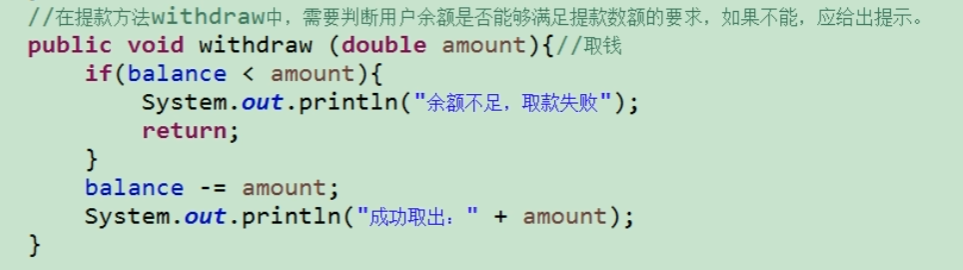 //在提款方法withdraw中，需要判断用户余额是否能够满足提款数额的要求，如果不能，应给出提示。
public void withdraw (double amount){//取钱
    if(balance < amount){
        System.out.println("余额不足，取款失败");
        return;
    }
    balance -= amount;
    System.out.println("成功取出：" + amount);
}